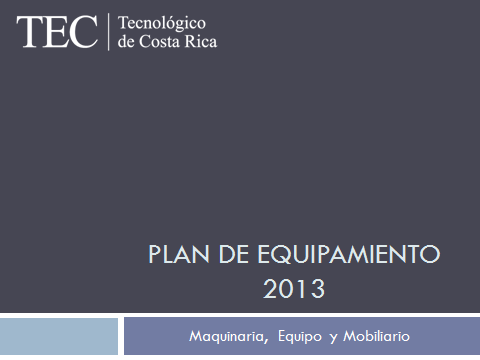 TEC
Tecnológico
de Costa Rica
PLAN DE EQUIPAMIENTO
2013
Maquinaria, Equipo y Mobiliario